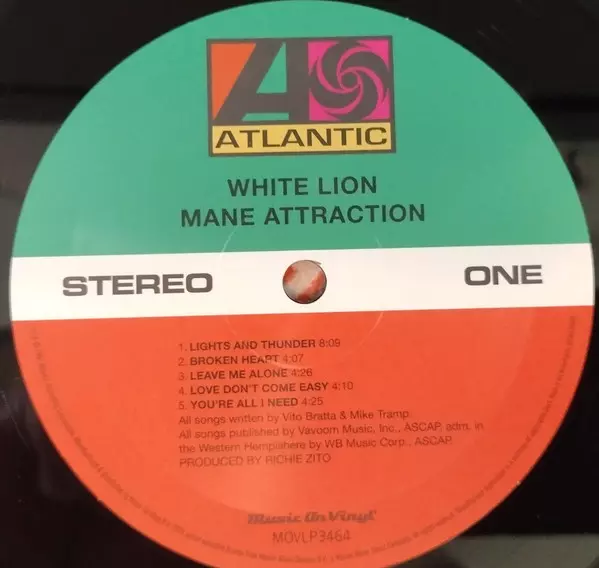 ATLANTIC
WHITE LION
MANE ATTRACTION
STEREO
ONE
1. LIGHTS AND THUNDER 8:09
2. BROKEN HEART 4:07
3. LEAVE ME ALONE 4:26
4. LOVE DON'T COME EASY 4:10
5. YOU'RE ALL I NEED 4:25
All songs written by Vito Bratta & Mike Tramp.
All songs published by Vavoom Music, Inc., ASCAP, adm. in
the Western Hemisphere by WB Music Corp., ASCAP.
PRODUCED BY RICHIE ZITO
Music On Vinyl
MOVLP3464